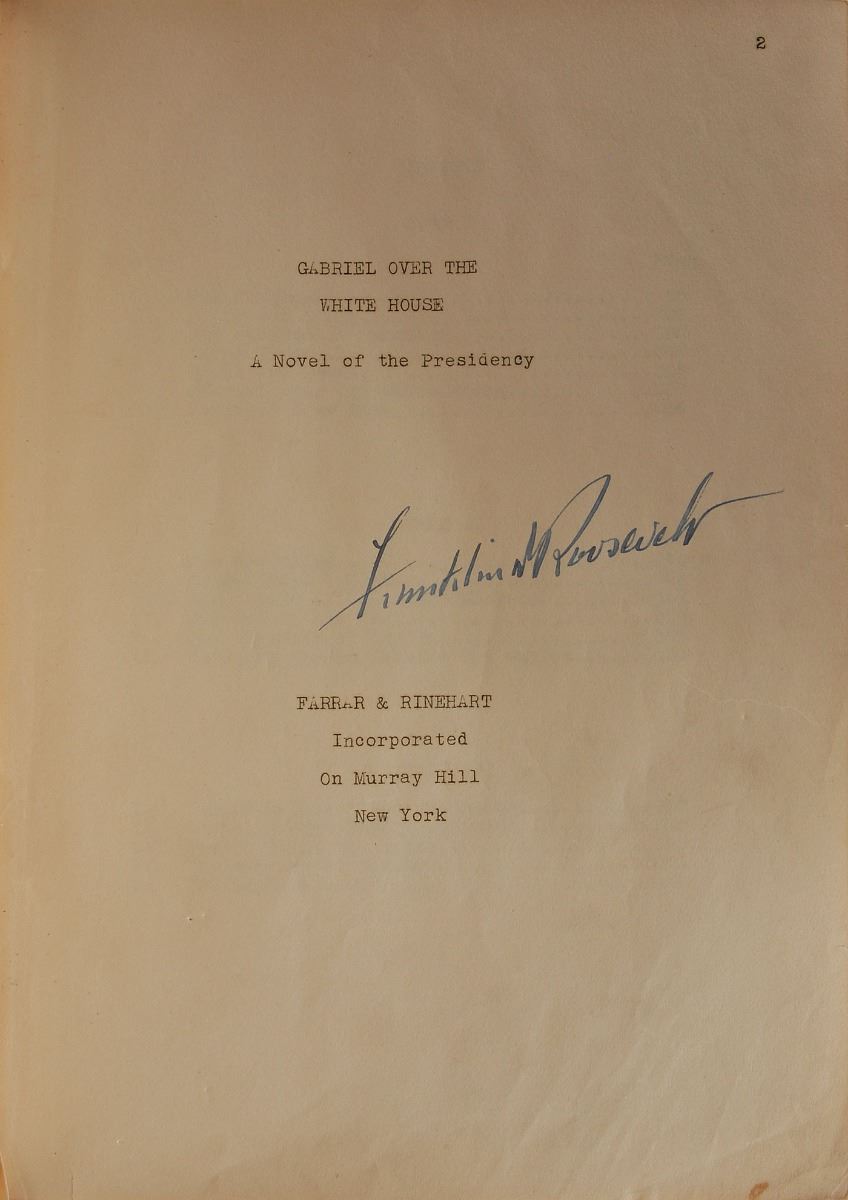 2
GABRIEL OVER THE
WHITE HOUSE
A Novel of the Presidency
Franklin D Roosevelt
FARRAR & RINEHART
Incorporated
On Murray Hill
New York